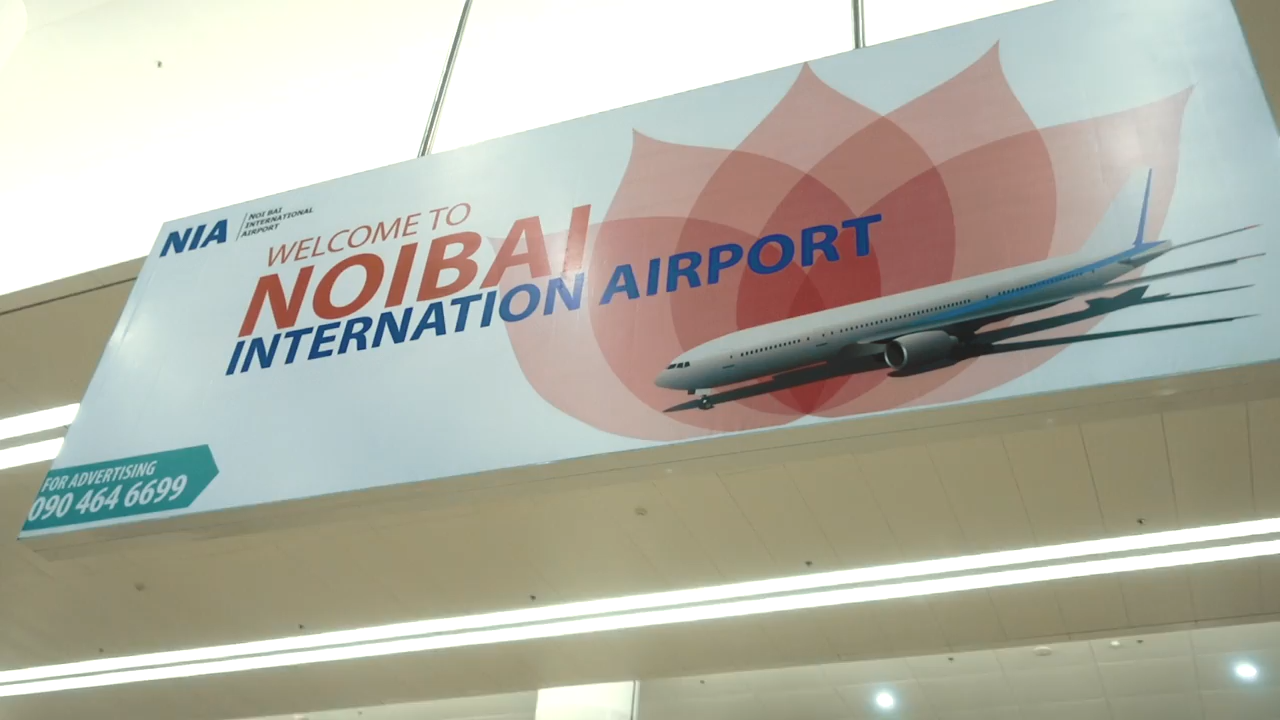 NIA
NOI BAI
INTERNATIONAL
AIRPORT
WELCOME TO
NOIBAI
INTERNATION AIRPORT
FOR ADVERTISING
090 464 6699